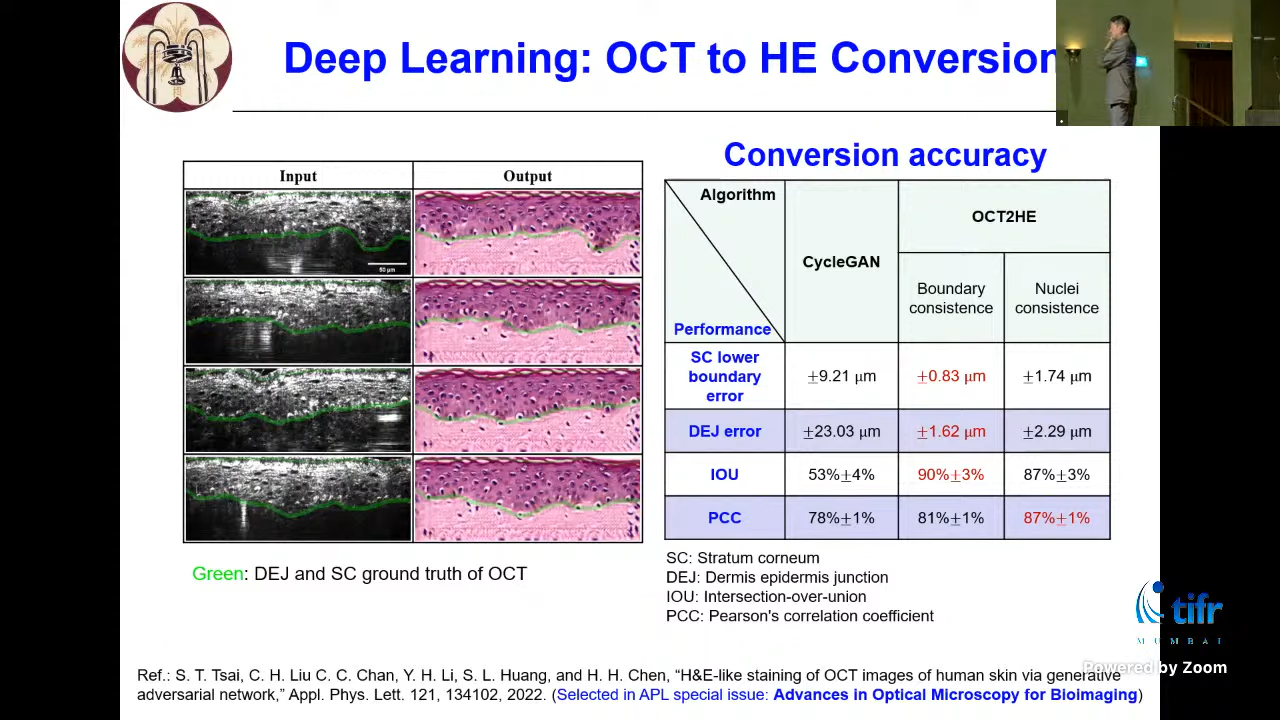 Deep Learning: OCT to HE Conversion
Input
Output
50 μm
Green: DEJ and SC ground truth of OCT
Conversion accuracy
Algorithm
Performance
CycleGAN
OCT2HE
Boundary
consistence
Nuclei
consistence
SC lower
boundary
error
±9.21 μm
±0.83 μm
±1.74 μm
DEJ error
±23.03 μm
±1.62 μm
±2.29 μm
IOU
53%±4%
90%±3%
87%±3%
PCC
78%±1%
81%±1%
87%±1%
SC: Stratum corneum
DEJ: Dermis epidermis junction
IOU: Intersection-over-union
PCC: Pearson's correlation coefficient
tifr
MUMBAI
Powered by Zoom
Ref.: S. T. Tsai, C. H. Liu C. C. Chan, Y. H. Li, S. L. Huang, and H. H. Chen, “H&E-like staining of OCT images of human skin via generative
adversarial network,” Appl. Phys. Lett. 121, 134102, 2022. (Selected in APL special issue: Advances in Optical Microscopy for Bioimaging)